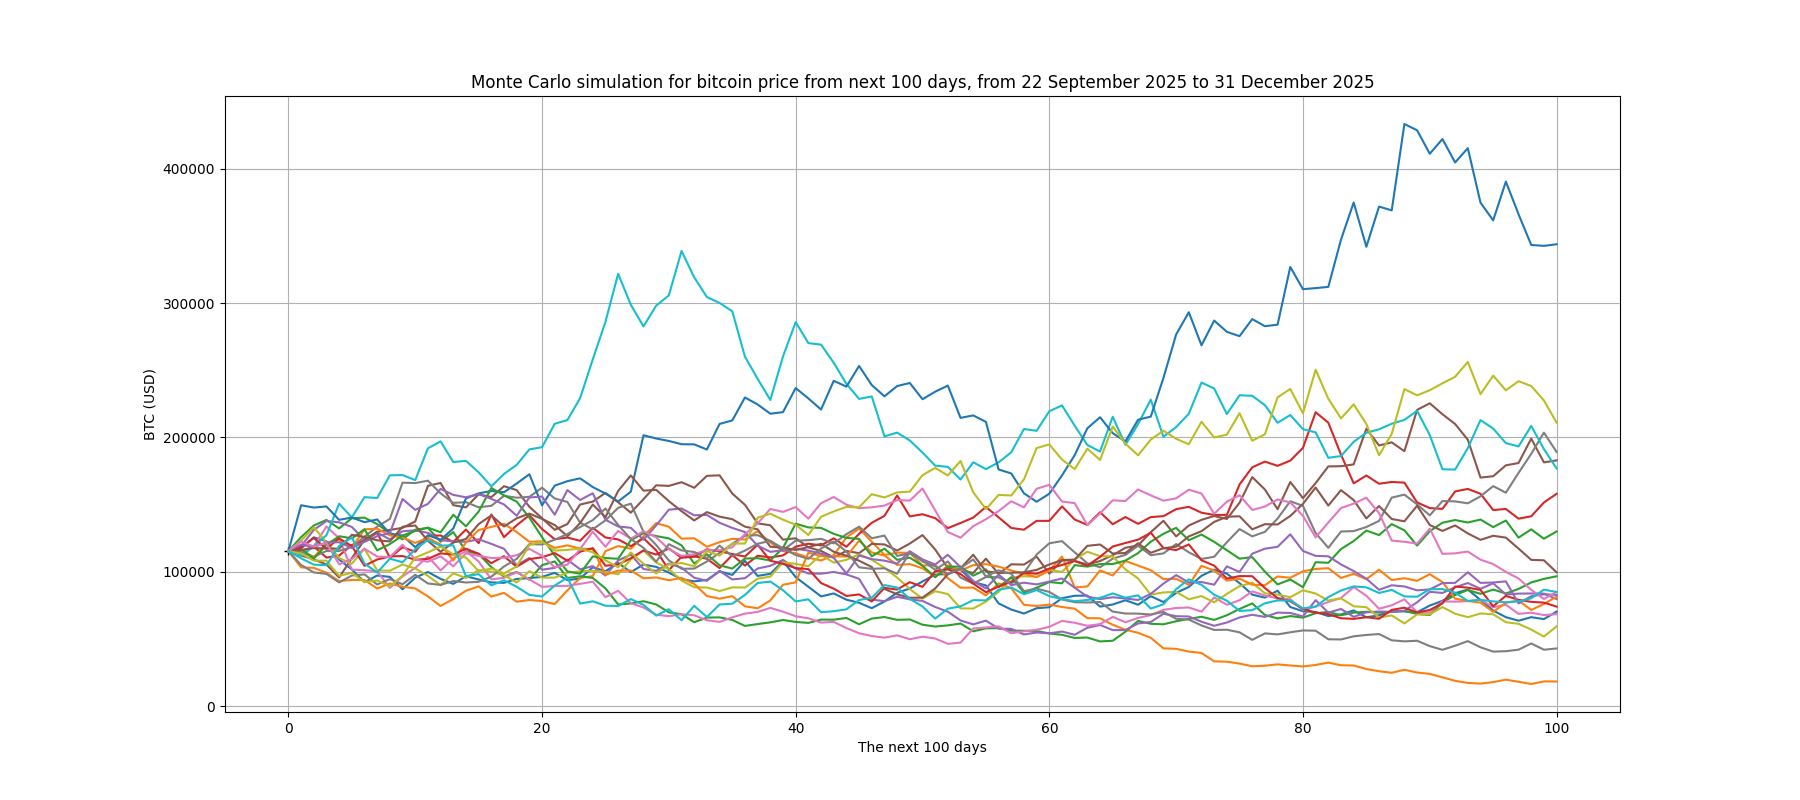 Monte Carlo simulation for bitcoin price from next 100 days, from 22 September 2025 to 31 December 2025
400000
300000
200000
100000
0
BTC (USD)
0 20 40 60 80 100
The next 100 days